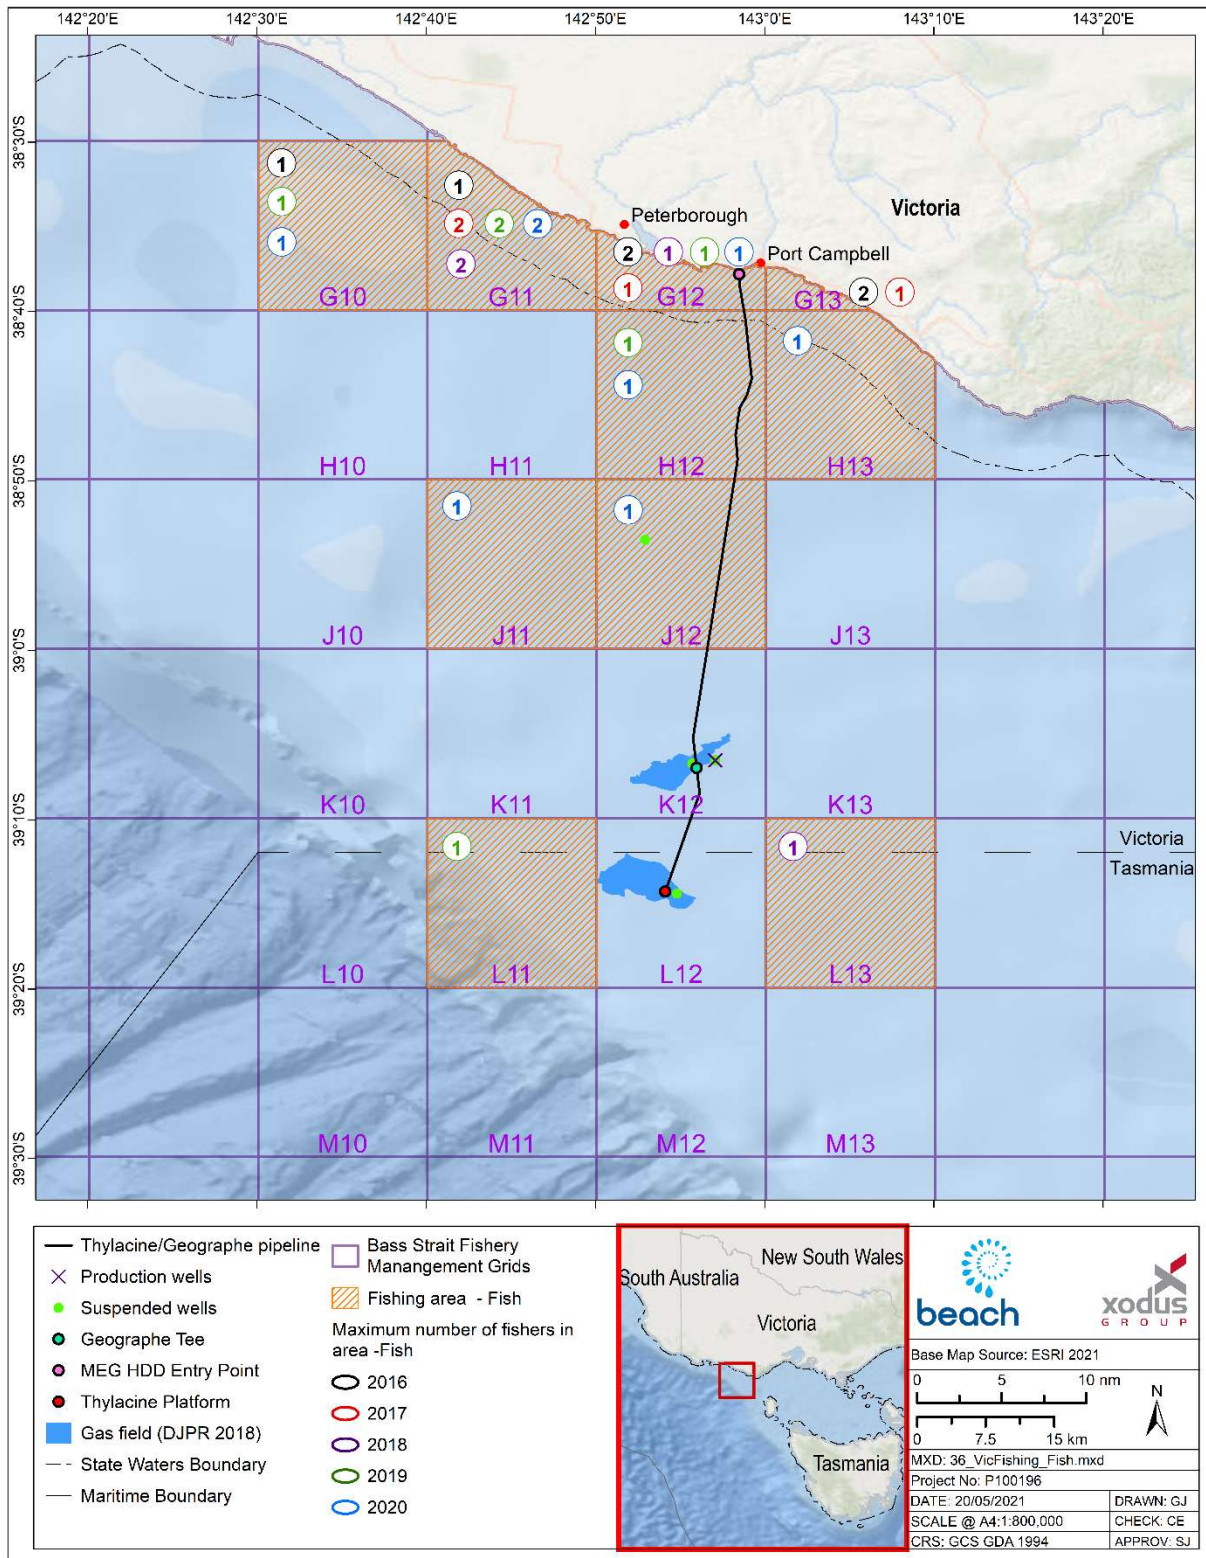 142°20'E 142°30'E 142°40'E 142°50'E 143°0'E 143°10'E 143°20'E
38°30'S
1
1
1
1
2 2 2
2
Peterborough
Victoria
2 1 1 1
Port Campbell
1
2 1
G10 G11 G12 G13
38°40'S
1
1
1
H10 H11 H12 H13
38°50'S
1
1
J10 J11 J12 J13
39°0'S
K10 K11 K12 K13
39°10'S
1
1
Victoria
Tasmania
L10 L11 L12 L13
39°20'S
M10 M11 M12 M13
39°30'S
Thylacine/Geographe pipeline
Production wells
Suspended wells
Geographe Tee
MEG HDD Entry Point
Thylacine Platform
Gas field (DJPR 2018)
State Waters Boundary
Maritime Boundary
Bass Strait Fishery
Manangement Grids
Fishing area - Fish
Maximum number of fishers in
area -Fish
2016
2017
2018
2019
2020
New South Wales
South Australia
Victoria
Tasmania
beach
xodus
GROUP
Base Map Source: ESRI 2021
0 5 10 nm
N
0 7.5 15 km
MXD: 36_VicFishing_Fish.mxd
Project No: P100196
DATE: 20/05/2021 DRAWN: GJ
SCALE @ A4:1:800,000 CHECK: CE
CRS: GCS GDA 1994 APPROV: SJ